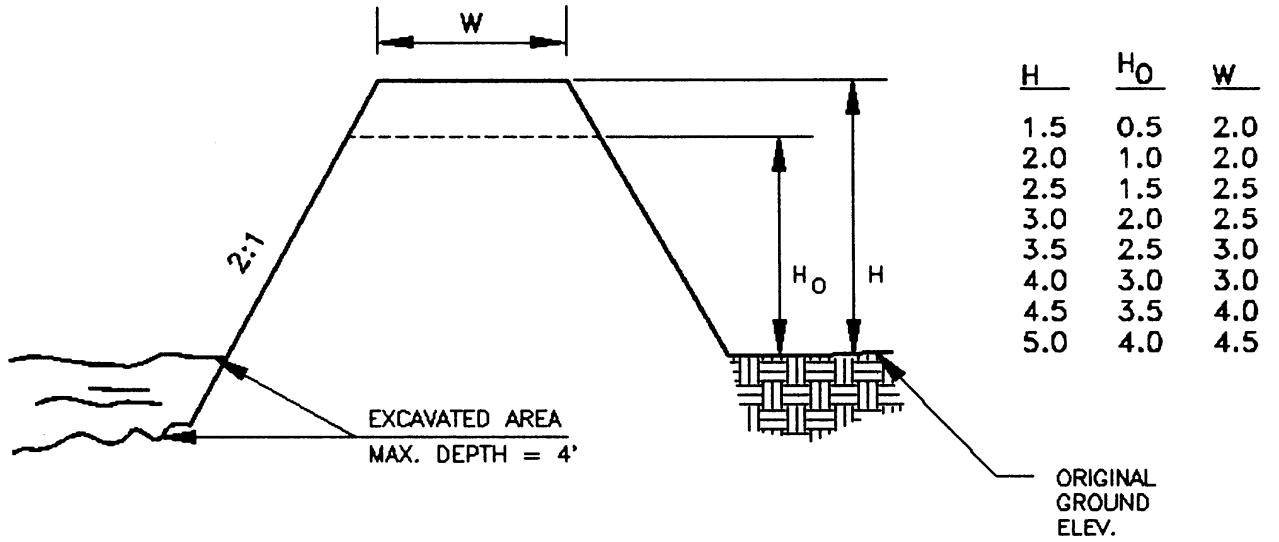 W
2:1
H₀
H
EXCAVATED AREA
MAX. DEPTH = 4'
ORIGINAL
GROUND
ELEV.
H H₀ W
1.5 0.5 2.0
2.0 1.0 2.0
2.5 1.5 2.5
3.0 2.0 2.5
3.5 2.5 3.0
4.0 3.0 3.0
4.5 3.5 4.0
5.0 4.0 4.5